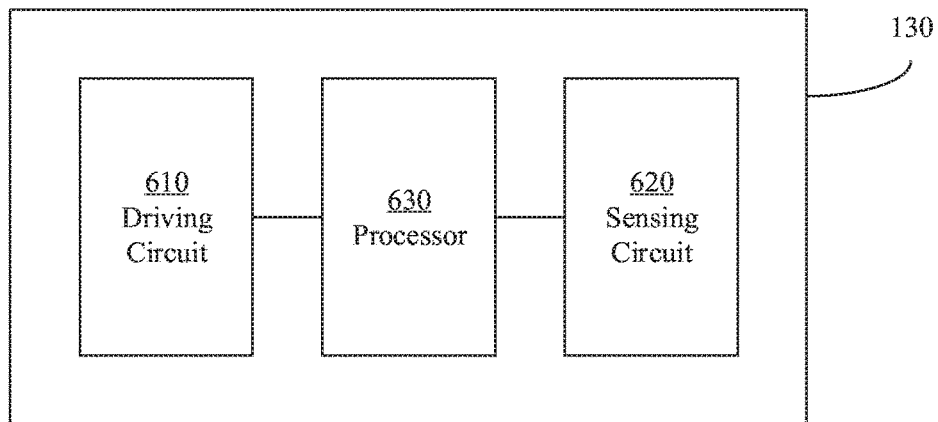 130
610
Driving
Circuit
630
Processor
620
Sensing
Circuit